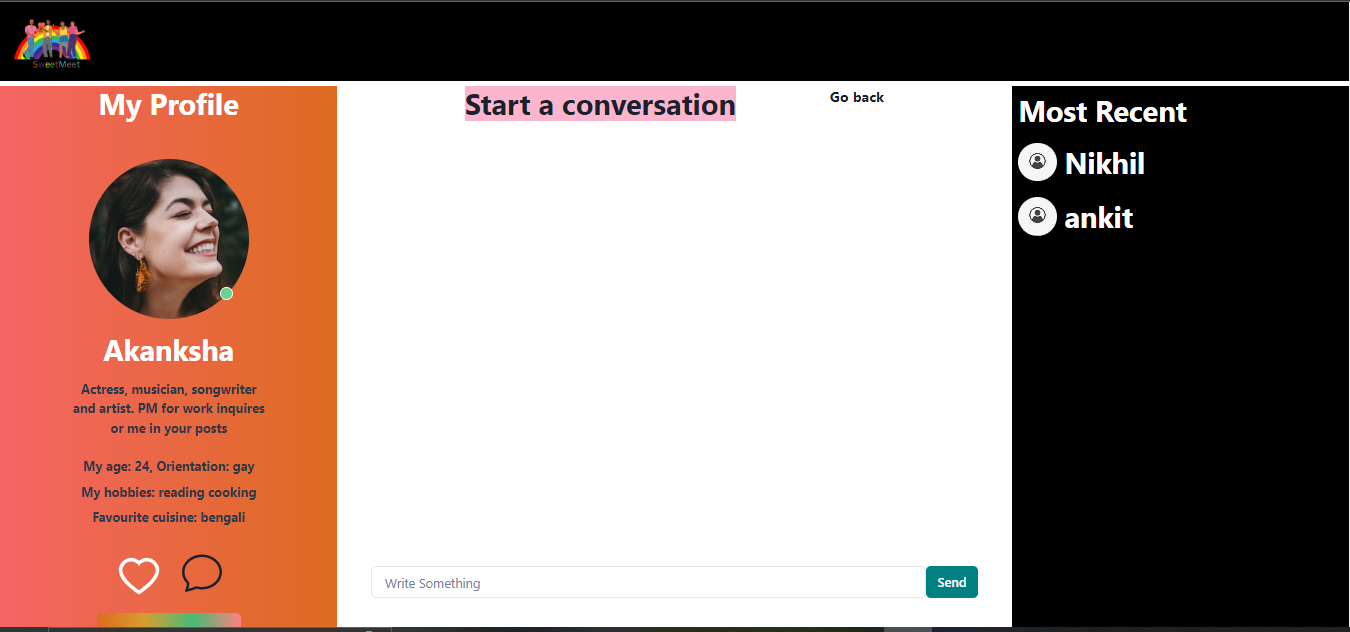 SweetMeet
My Profile
Akanksha
Actress, musician, songwriter
and artist. PM for work inquires
or me in your posts
My age: 24, Orientation: gay
My hobbies: reading cooking
Favourite cuisine: bengali
Start a conversation
Go back
Write Something
Send
Most Recent
Nikhil
ankit